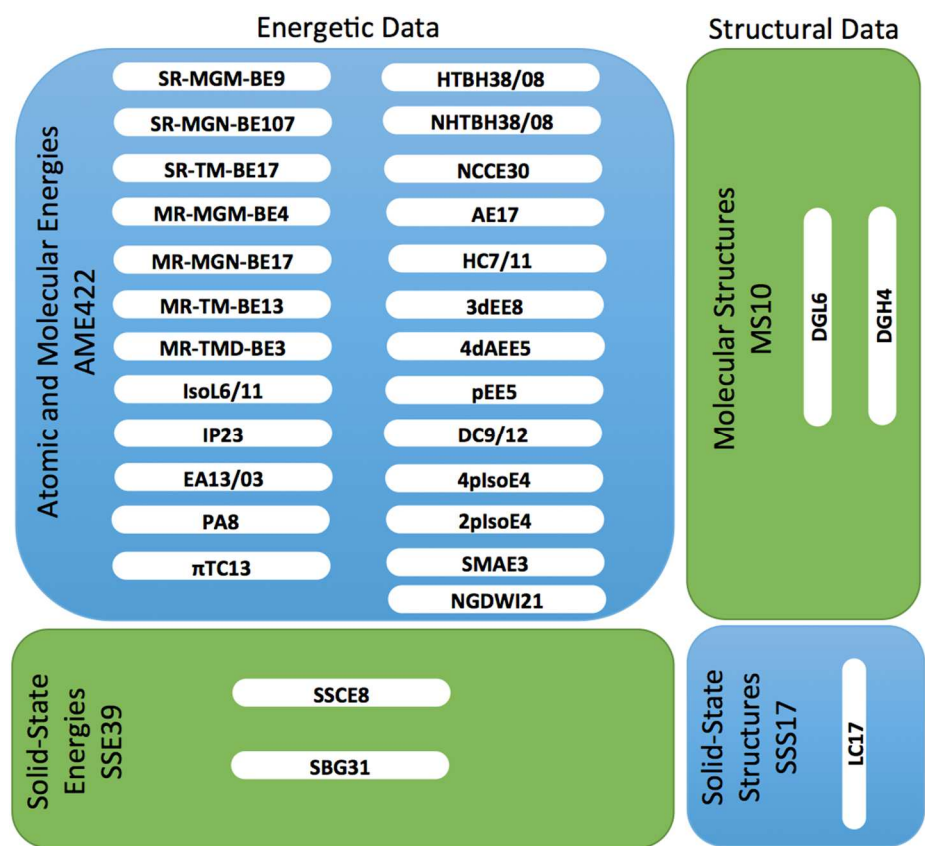 Energetic Data
Structural Data
Atomic and Molecular Energies
AME422
SR-MGM-BE9
SR-MGN-BE107
SR-TM-BE17
MR-MGM-BE4
MR-MGN-BE17
MR-TM-BE13
MR-TMD-BE3
IsoL6/11
IP23
EA13/03
PA8
πTC13
HTBH38/08
NHTBH38/08
NCCE30
AE17
HC7/11
3dEE8
4dAEE5
pEE5
DC9/12
4pIsoE4
2pIsoE4
SMAE3
NGDWI21
Molecular Structures
MS10
DGL6
DGH4
Solid-State
Energies
SSE39
SSCE8
SBG31
Solid-State
Structures
SSS17
LC17